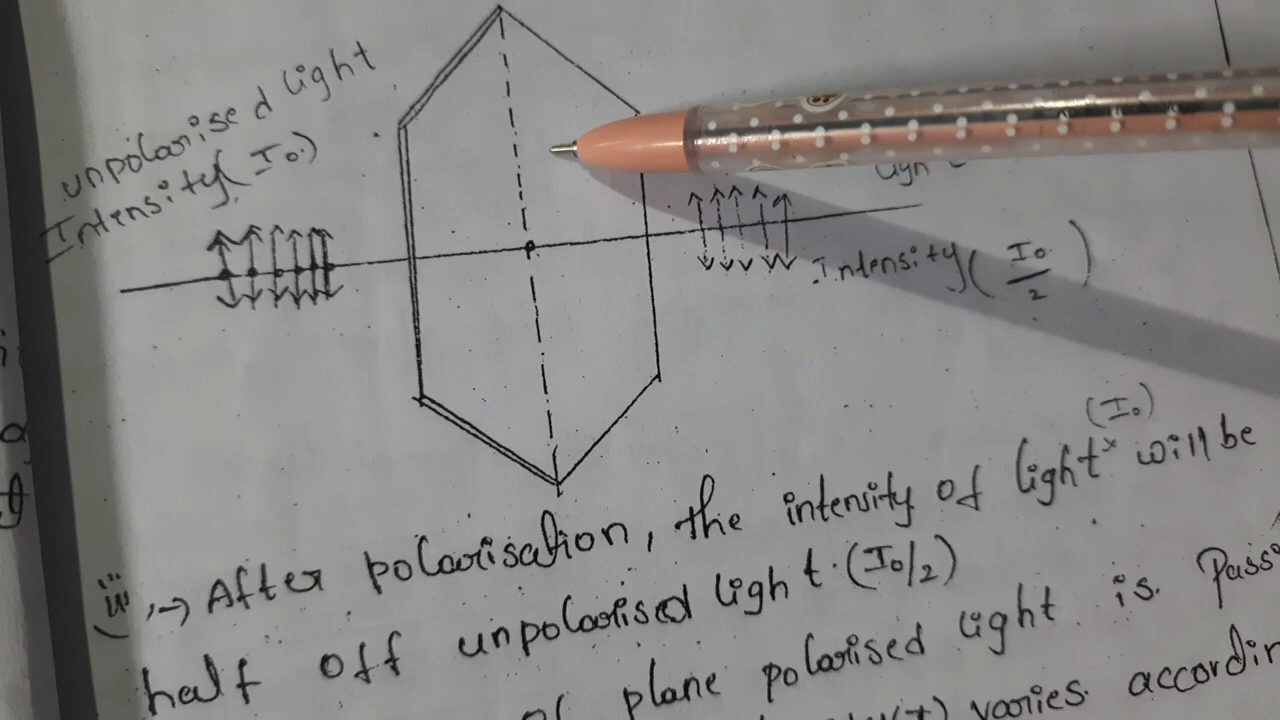 unpolarised light
Intensity (I₀)
Intensity (I₀/2)
(I₀)
(iii) → After polarisation, the intensity of light will be
half off unpolarised light. (I₀/2)
of plane polarised light is
varies